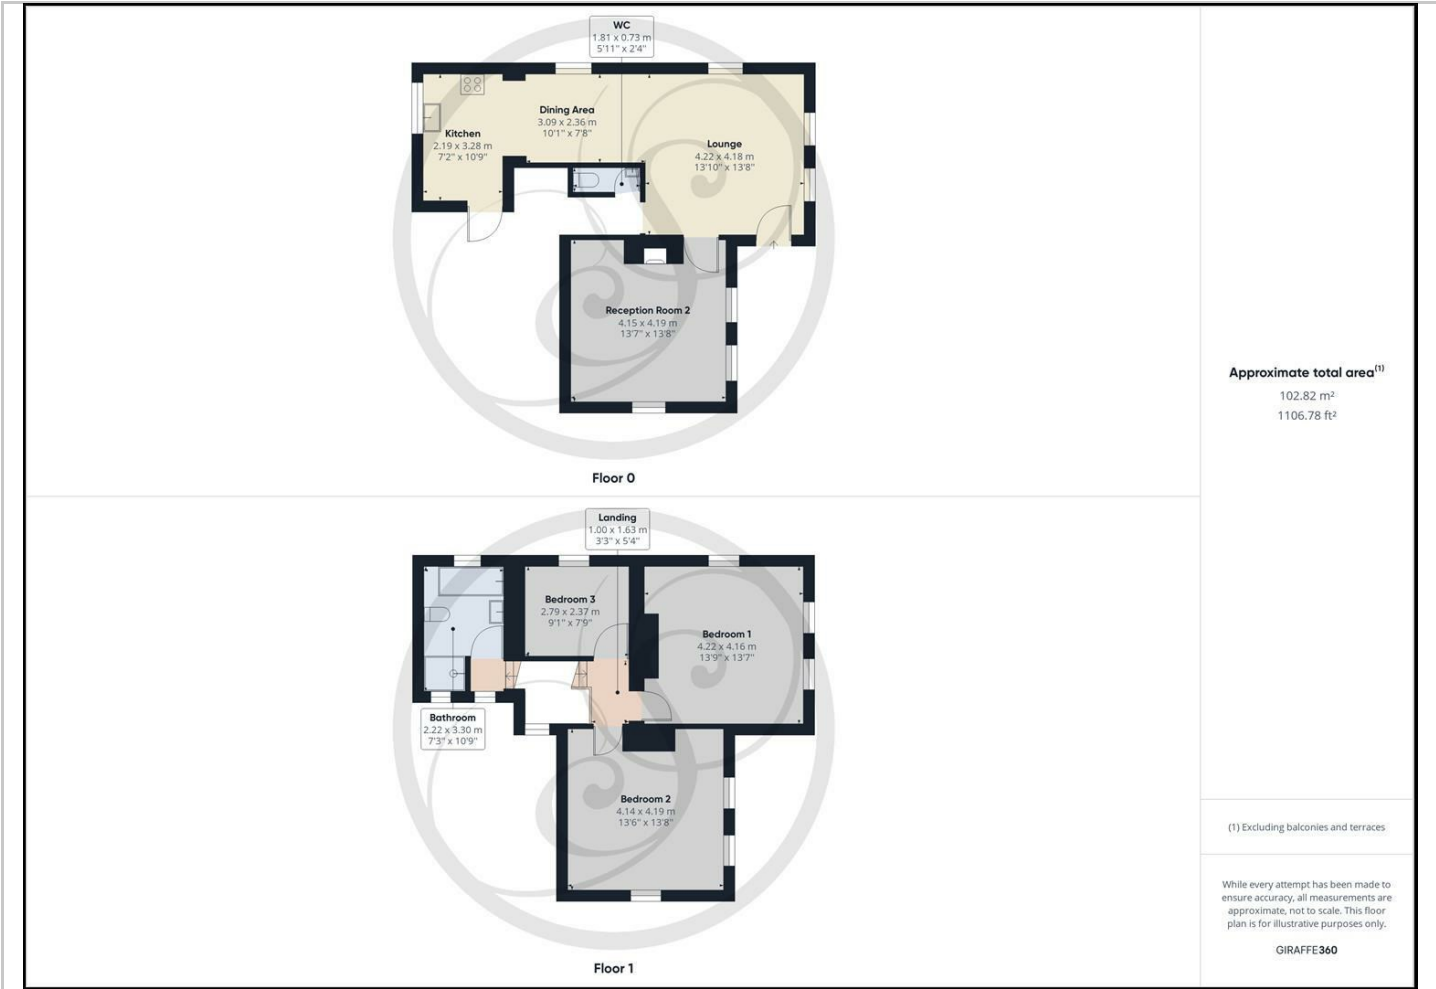 WC
1.81 x 0.73 m
5'11" x 2'4"
Dining Area
3.09 x 2.36 m
10'1" x 7'8"
Kitchen
2.19 x 3.28 m
7'2" x 10'9"
Lounge
4.22 x 4.18 m
13'10" x 13'8"
Reception Room 2
4.15 x 4.19 m
13'7" x 13'8"
Floor 0
Landing
1.00 x 1.63 m
3'3" x 5'4"
Bedroom 3
2.79 x 2.37 m
9'1" x 7'9"
Bedroom 1
4.22 x 4.16 m
13'9" x 13'7"
Bathroom
2.22 x 3.30 m
7'3" x 10'9"
Bedroom 2
4.14 x 4.19 m
13'6" x 13'8"
Floor 1
Approximate total area(1)
102.82 m²
1106.78 ft²
(1) Excluding balconies and terraces
While every attempt has been made to
ensure accuracy, all measurements are
approximate, not to scale. This floor
plan is for illustrative purposes only.
GIRAFFE360